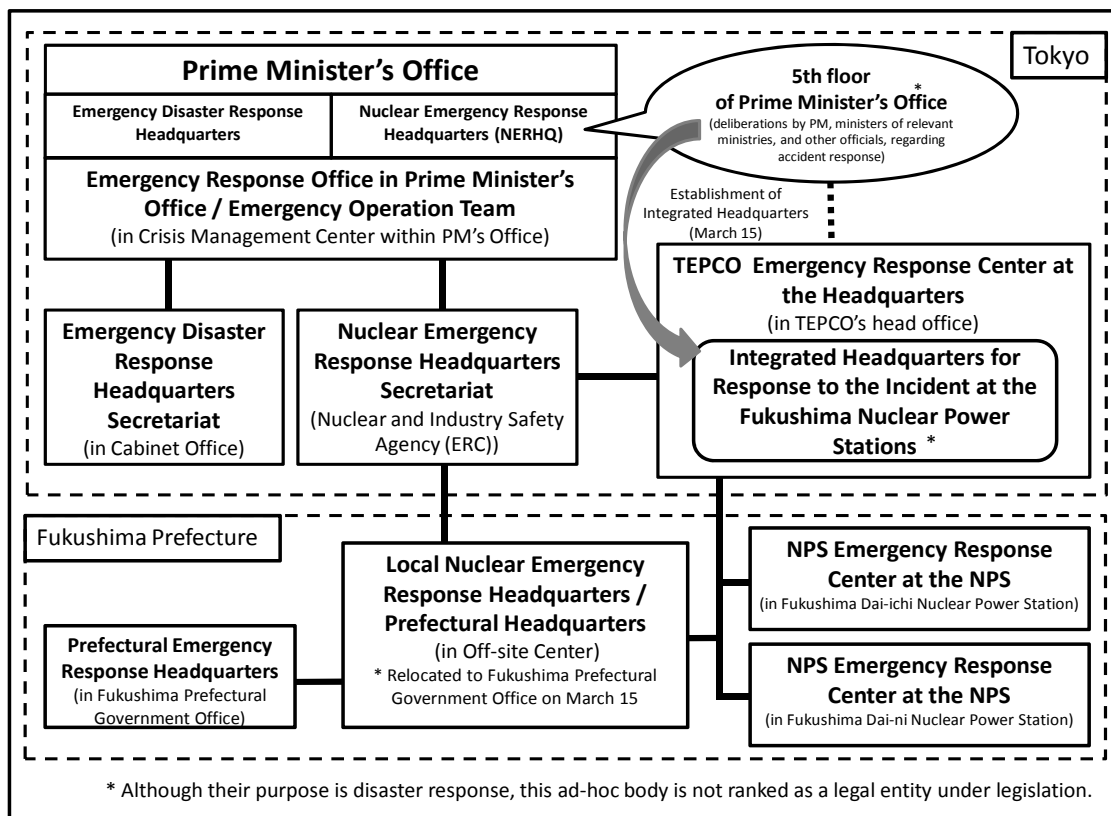 Tokyo
Prime Minister's Office
Emergency Disaster Response
Headquarters
Nuclear Emergency Response
Headquarters (NERHQ)
Emergency Response Office in Prime Minister's
Office / Emergency Operation Team
(in Crisis Management Center within PM's Office)
5th floor
of Prime Minister's Office *
(deliberations by PM, ministers of relevant
ministries, and other officials, regarding
accident response)
Establishment of
Integrated Headquarters
(March 15)
Emergency Disaster
Response
Headquarters
Secretariat
(in Cabinet Office)
Nuclear Emergency
Response Headquarters
Secretariat
(Nuclear and Industry Safety
Agency (ERC))
TEPCO Emergency Response Center at
the Headquarters
(in TEPCO's head office)
Integrated Headquarters for
Response to the Incident at the
Fukushima Nuclear Power
Stations *
Fukushima Prefecture
Prefectural Emergency
Response Headquarters
(in Fukushima Prefectural
Government Office)
Local Nuclear Emergency
Response Headquarters /
Prefectural Headquarters
(in Off-site Center)
* Relocated to Fukushima Prefectural
Government Office on March 15
NPS Emergency Response
Center at the NPS
(in Fukushima Dai-ichi Nuclear Power Station)
NPS Emergency Response
Center at the NPS
(in Fukushima Dai-ni Nuclear Power Station)
* Although their purpose is disaster response, this ad-hoc body is not ranked as a legal entity under legislation.